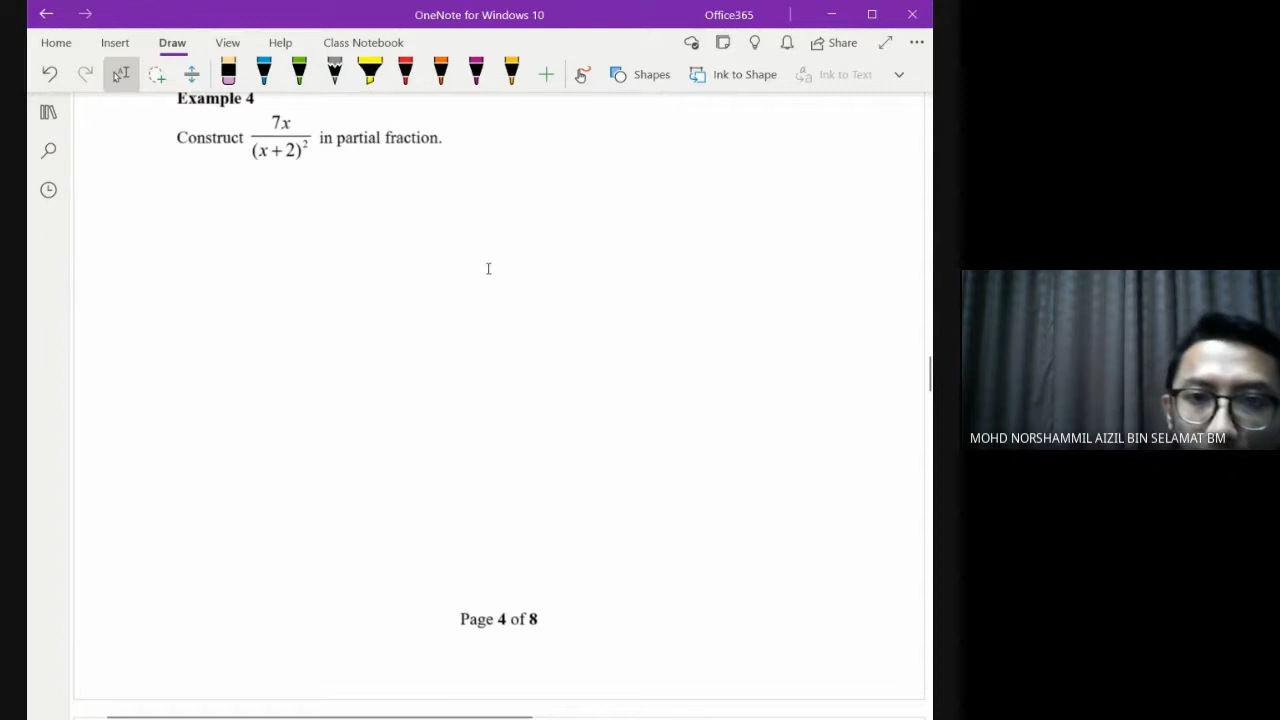 OneNote for Windows 10
Office365
Home Insert Draw View Help Class Notebook
Share
Shapes
Ink to Shape
Ink to Text
Example 4
Construct 7x / (x + 2)² in partial fraction.
MOHD NORSHAMMIL AIZIL BIN SELAMAT BM
Page 4 of 8